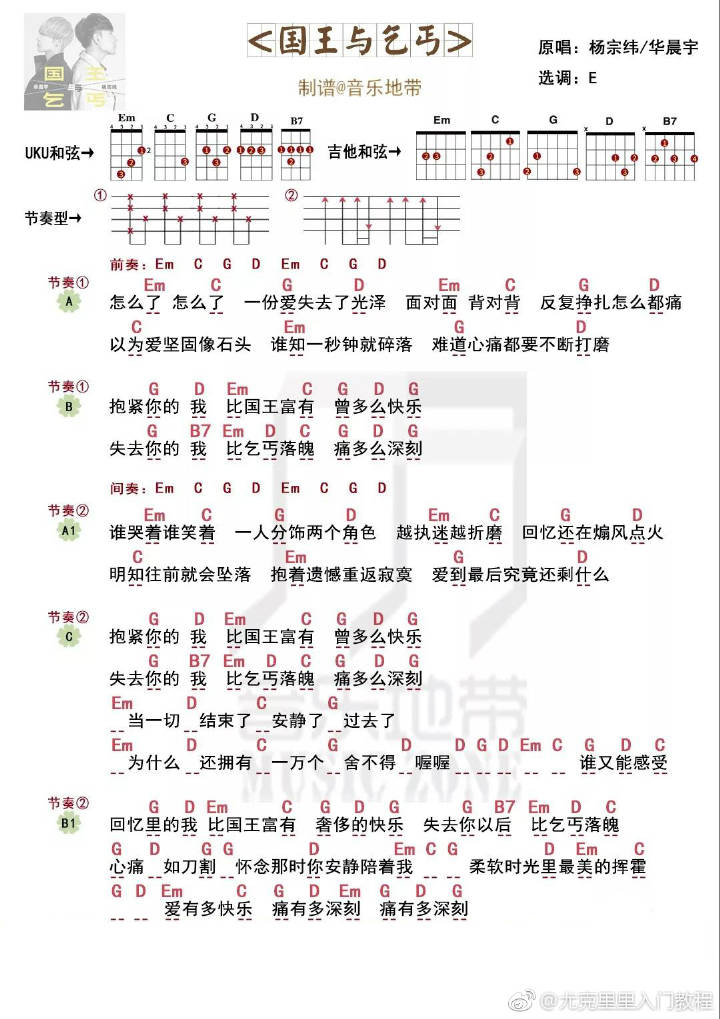 国王
与
乞丐
<国王与乞丐>
原唱：杨宗纬/华晨宇
制谱@音乐地带
选调：E
Em C G D B7
UKU和弦→
吉他和弦→
Em C G D B7
节奏型→
① ②
前奏：Em C G D Em C G D
节奏①
Em C G D Em C G D
A 怎么了 怎么了 一份爱失去了光泽 面对面 背对背 反复挣扎怎么都痛
C Em G D
以为爱坚固像石头 谁知一秒钟就碎落 难道心痛都要不断打磨
节奏①
G D Em C G D G
B 抱紧你的 我 比国王富有 曾多么快乐
G B7 Em D C G D G
失去你的 我 比乞丐落魄 痛多么深刻
间奏：Em C G D Em C G D
节奏②
Em C G D Em C G D
A1 谁哭着谁笑着 一人分饰两个角色 越执迷越折磨 回忆还在煽风点火
C Em G D
明知往前就会坠落 抱着遗憾重返寂寞 爱到最后究竟还剩什么
节奏②
G D Em C G D G
C 抱紧你的 我 比国王富有 曾多么快乐
G B7 Em D C G D G
失去你的 我 比乞丐落魄 痛多么深刻
Em D C G
当一切 结束了 安静了 过去了
Em D C G D D G D Em C G D C
为什么 还拥有 一万个 舍不得 喔喔 谁又能感受
节奏②
G D Em C G D G G B7 Em D C
B1 回忆里的我 比国王富有 奢侈的快乐 失去你以后 比乞丐落魄
G D G G D Em C G D Em C
心痛 如刀割 怀念那时你安静陪着我 柔软时光里最美的挥霍
G D Em C G D Em G D G
爱有多快乐 痛有多深刻 痛有多深刻
音乐地带
MUSIC ZONE
@尤克里里入门教程